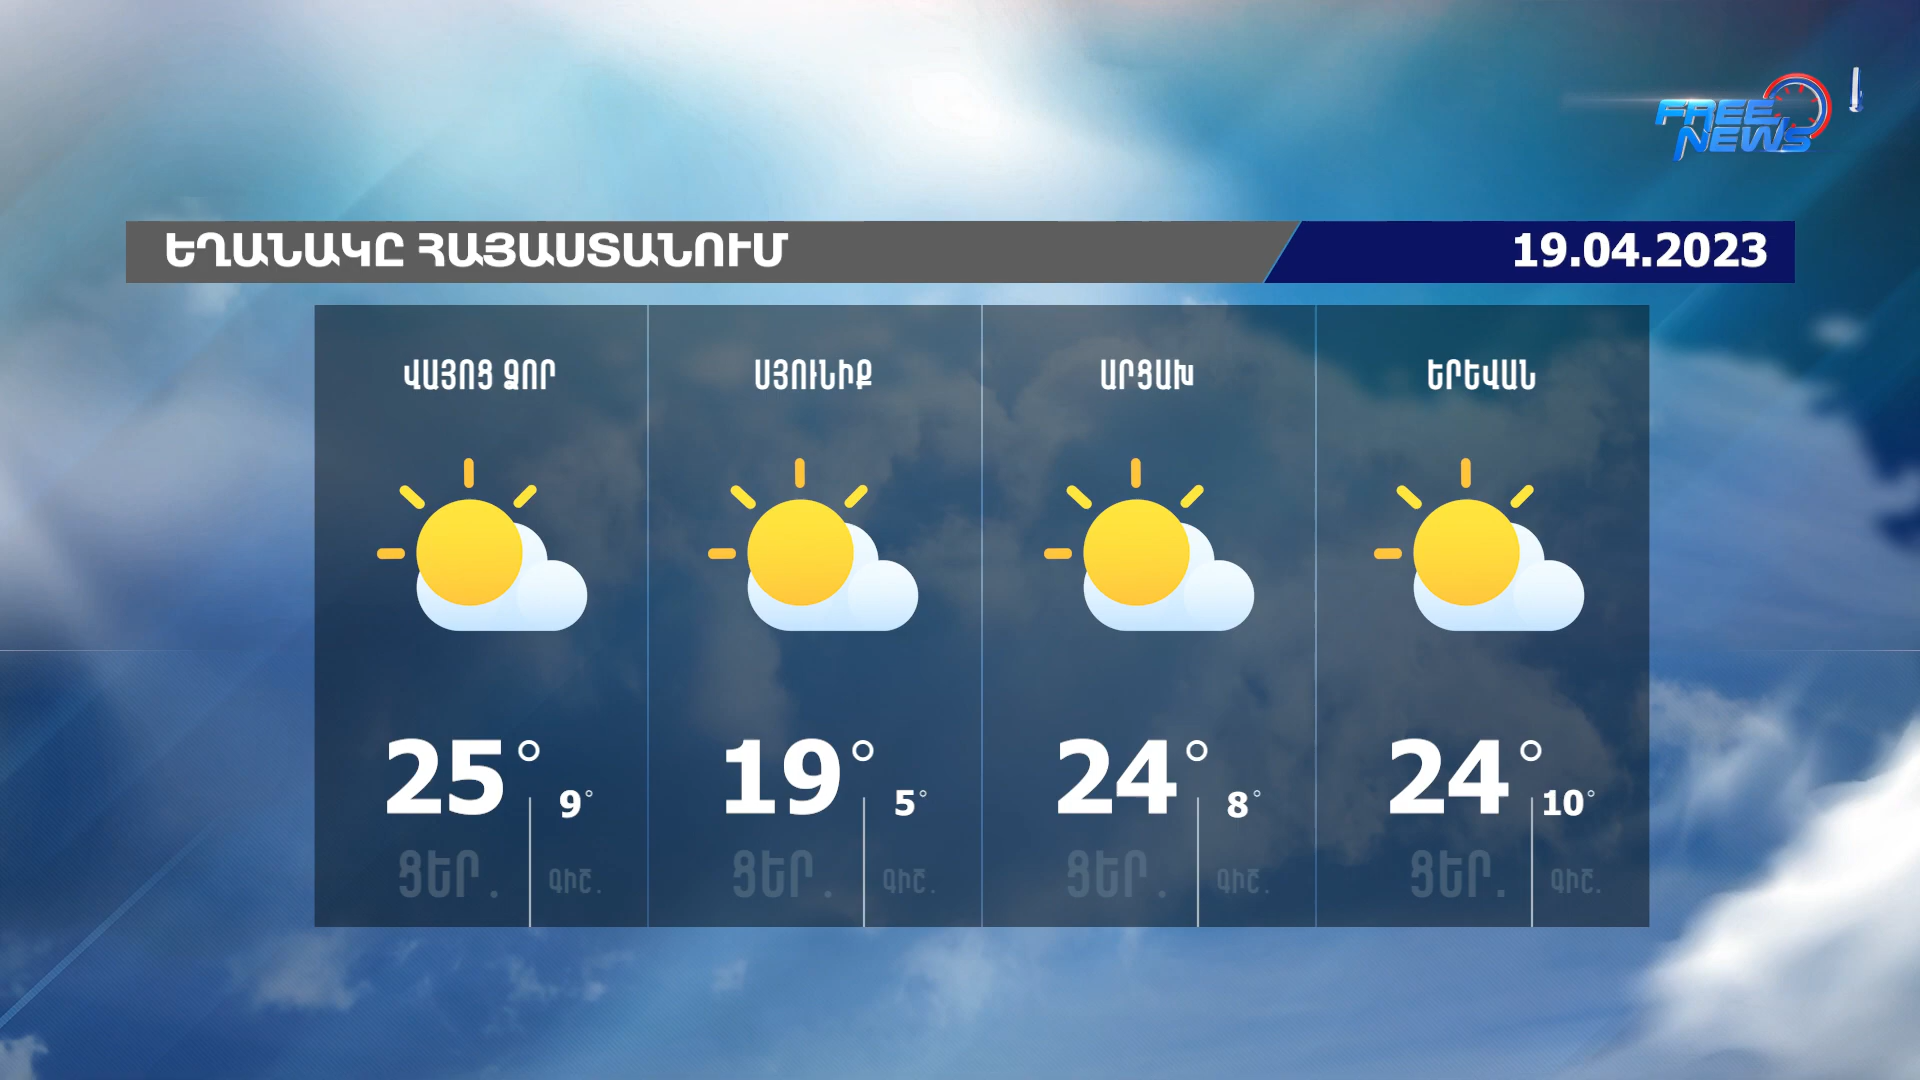 FREE
NEWS
ԵՂԱՆԱԿԸ ՀԱՅԱՍՏԱՆՈՒՄ
19.04.2023
ՎԱՅՈՑ ՁՈՐ
ՍՅՈՒՆԻՔ
ԱՐՑԱԽ
ԵՐԵՎԱՆ
25° 9°
19° 5°
24° 8°
24° 10°
ՑԵՐ. ԳԻՇ.
ՑԵՐ. ԳԻՇ.
ՑԵՐ. ԳԻՇ.
ՑԵՐ. ԳԻՇ.